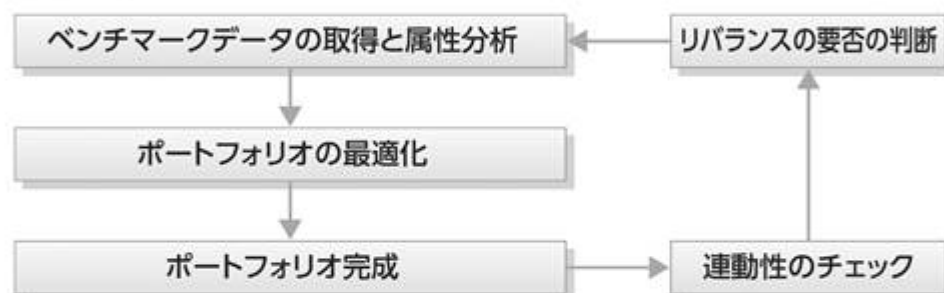 ベンチマークデータの取得と属性分析
リバランスの要否の判断
ポートフォリオの最適化
ポートフォリオ完成
連動性のチェック